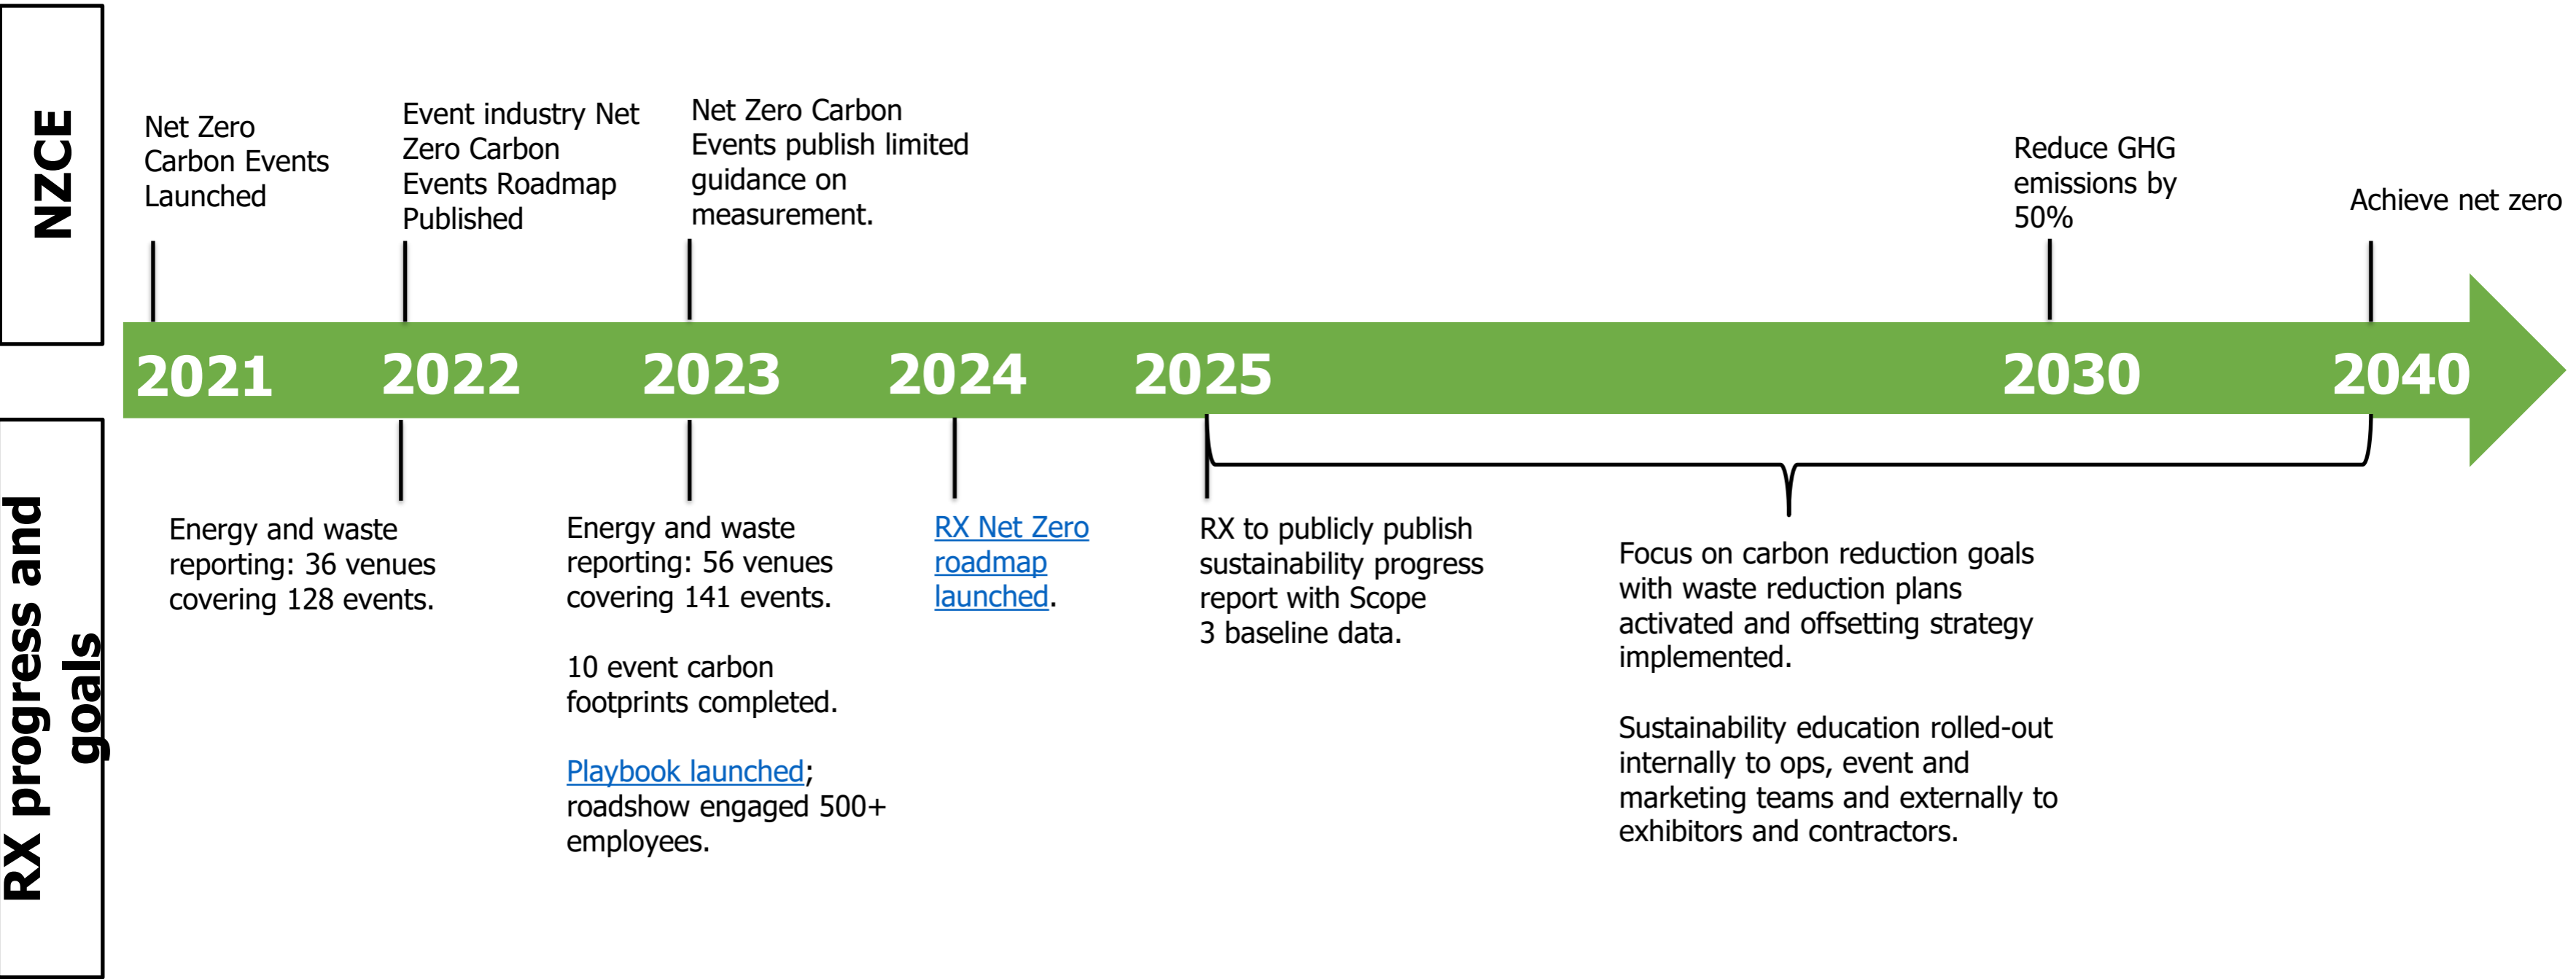 NZCE
Net Zero
Carbon Events
Launched
Event industry Net
Zero Carbon
Events Roadmap
Published
Net Zero Carbon
Events publish limited
guidance on
measurement.
Reduce GHG
emissions by
50%
Achieve net zero
2021
2022
2023
2024
2025
2030
2040
RX progress and
goals
Energy and waste
reporting: 36 venues
covering 128 events.
Energy and waste
reporting: 56 venues
covering 141 events.
10 event carbon
footprints completed.
Playbook launched;
roadshow engaged 500+
employees.
RX Net Zero
roadmap
launched.
RX to publicly publish
sustainability progress
report with Scope
3 baseline data.
Focus on carbon reduction goals
with waste reduction plans
activated and offsetting strategy
implemented.
Sustainability education rolled-out
internally to ops, event and
marketing teams and externally to
exhibitors and contractors.